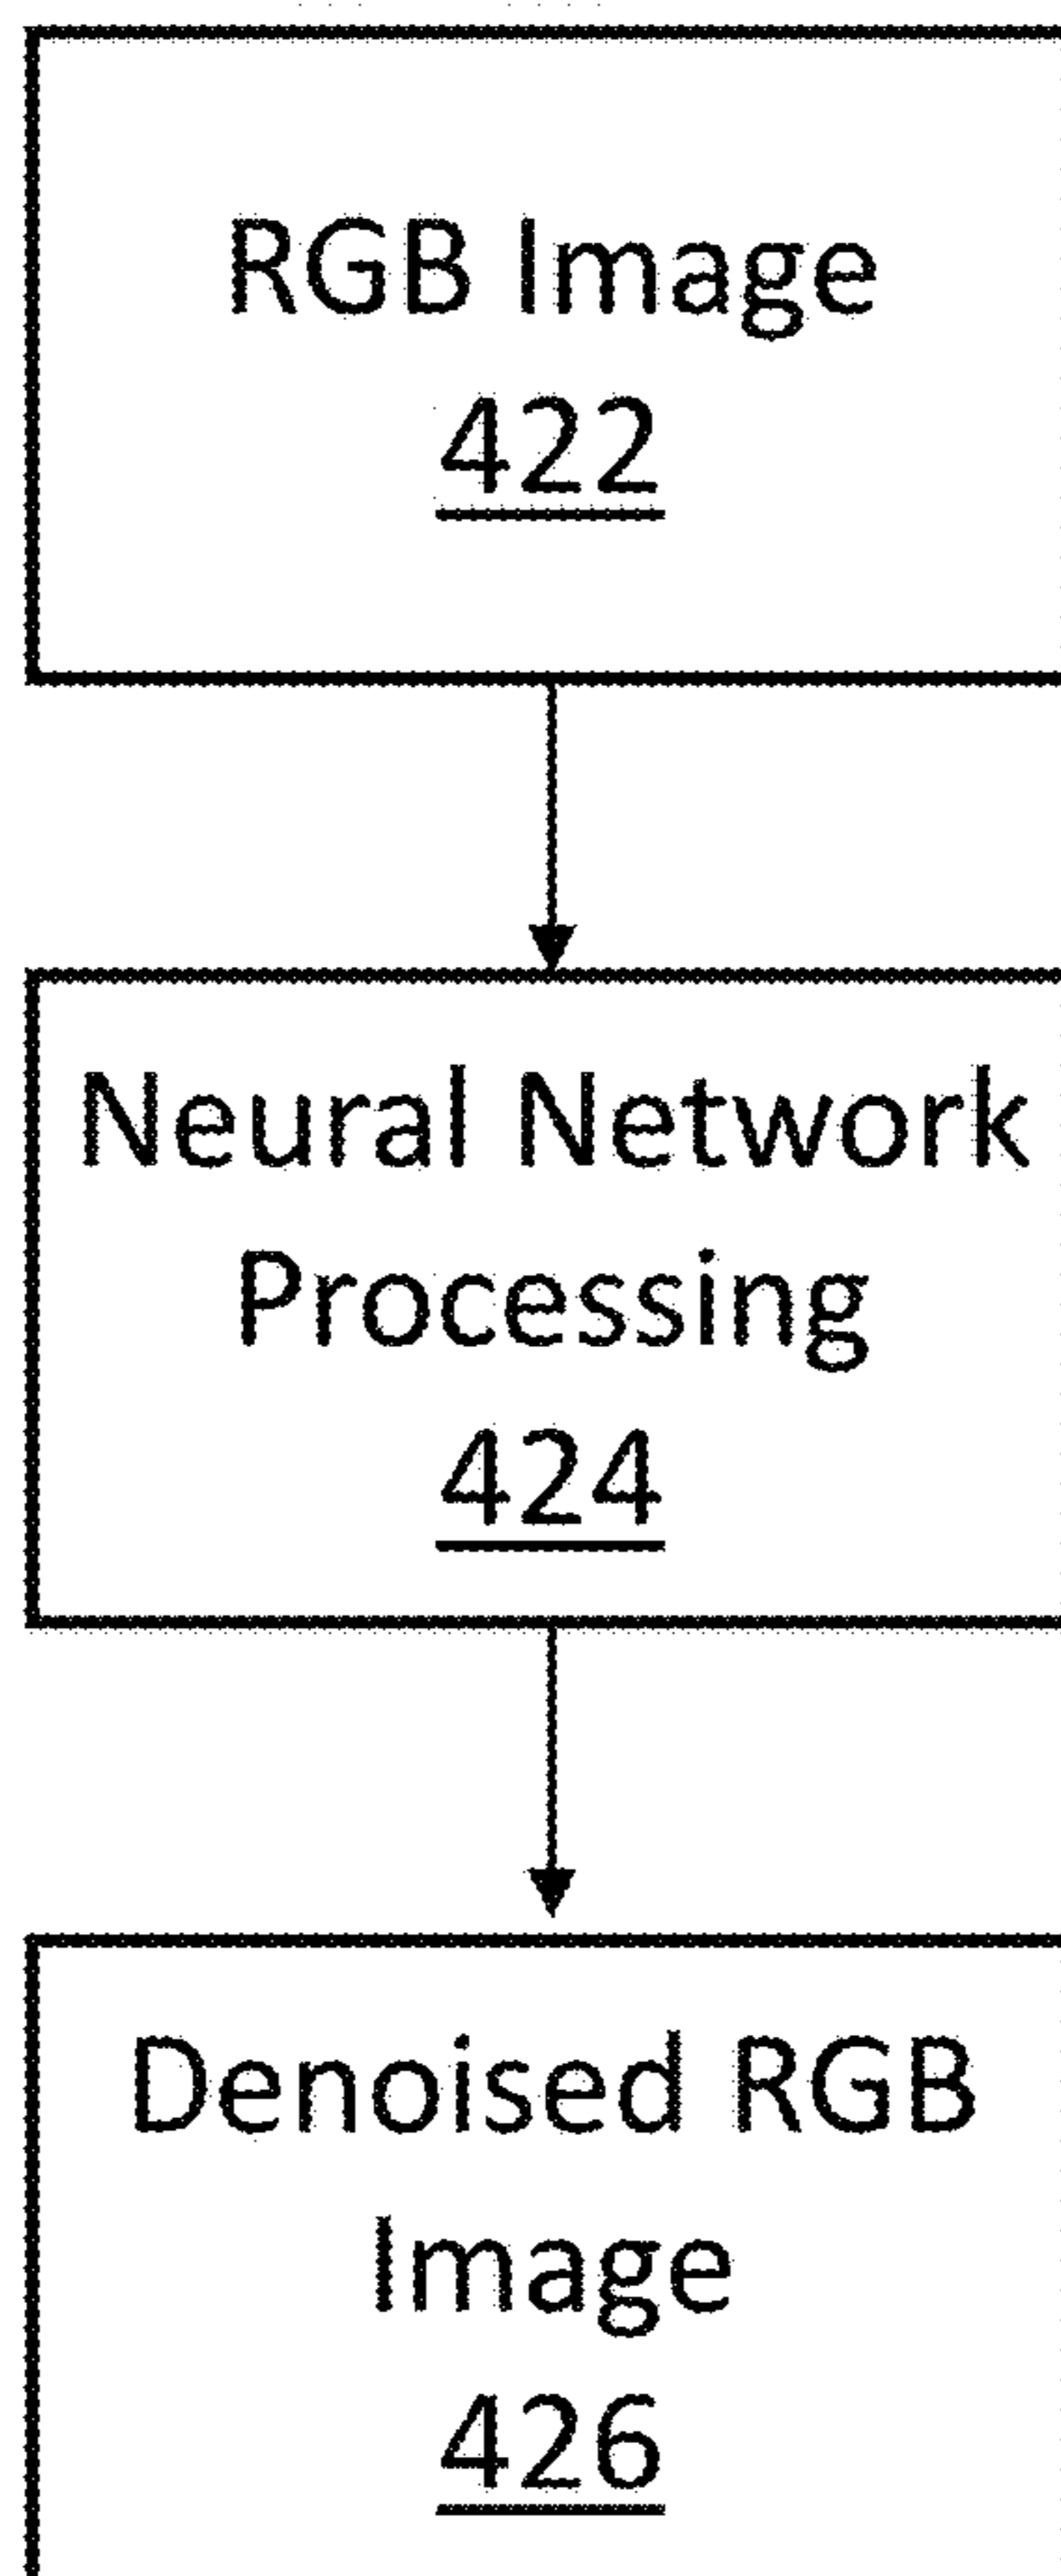 RGB Image
422
Neural Network
Processing
424
Denoised RGB
Image
426